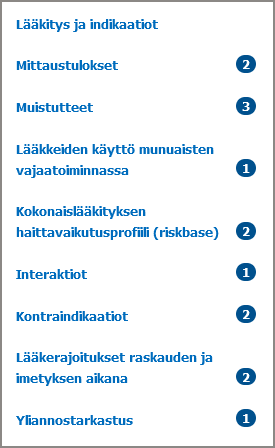 Lääkitys ja indikaatiot
Mittaustulokset 2
Muistutteet 3
Lääkkeiden käyttö munuaisten
vajaatoiminnassa 1
Kokonaislääkityksen
haittavaikutusprofiili (riskbase) 2
Interaktiot 1
Kontraindikaatiot 2
Lääkerajoitukset raskauden ja
imetyksen aikana 2
Yliannostarkastus 1